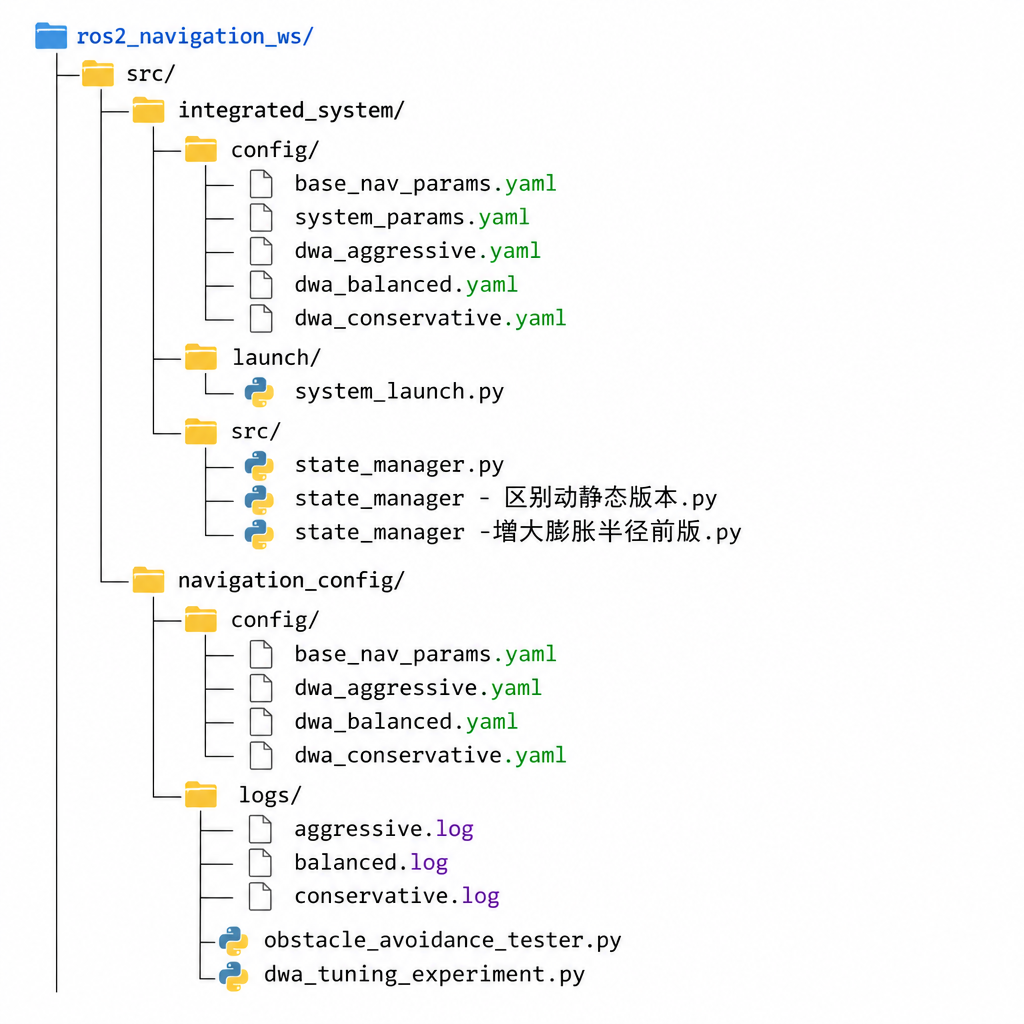 ros2_navigation_ws/
src/
integrated_system/
config/
base_nav_params.yaml
system_params.yaml
dwa_aggressive.yaml
dwa_balanced.yaml
dwa_conservative.yaml
launch/
system_launch.py
src/
state_manager.py
state_manager - 区别动静态版本.py
state_manager -增大膨胀半径前版.py
navigation_config/
config/
base_nav_params.yaml
dwa_aggressive.yaml
dwa_balanced.yaml
dwa_conservative.yaml
logs/
aggressive.log
balanced.log
conservative.log
obstacle_avoidance_tester.py
dwa_tuning_experiment.py